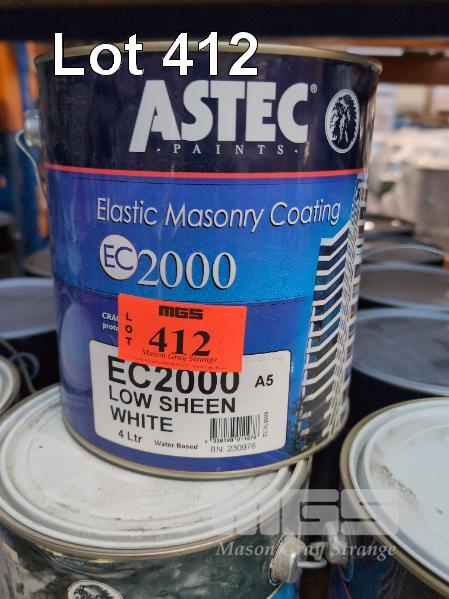 Lot 412
ASTEC®
· PAINTS ·
Elastic Masonry Coating
EC2000
MGS
LOT
412
Mason Gray Strange
EC2000 A5
LOW SHEEN
WHITE
4 Ltr
Water Based
BN: 230976
MGS
Mason Gray Strange